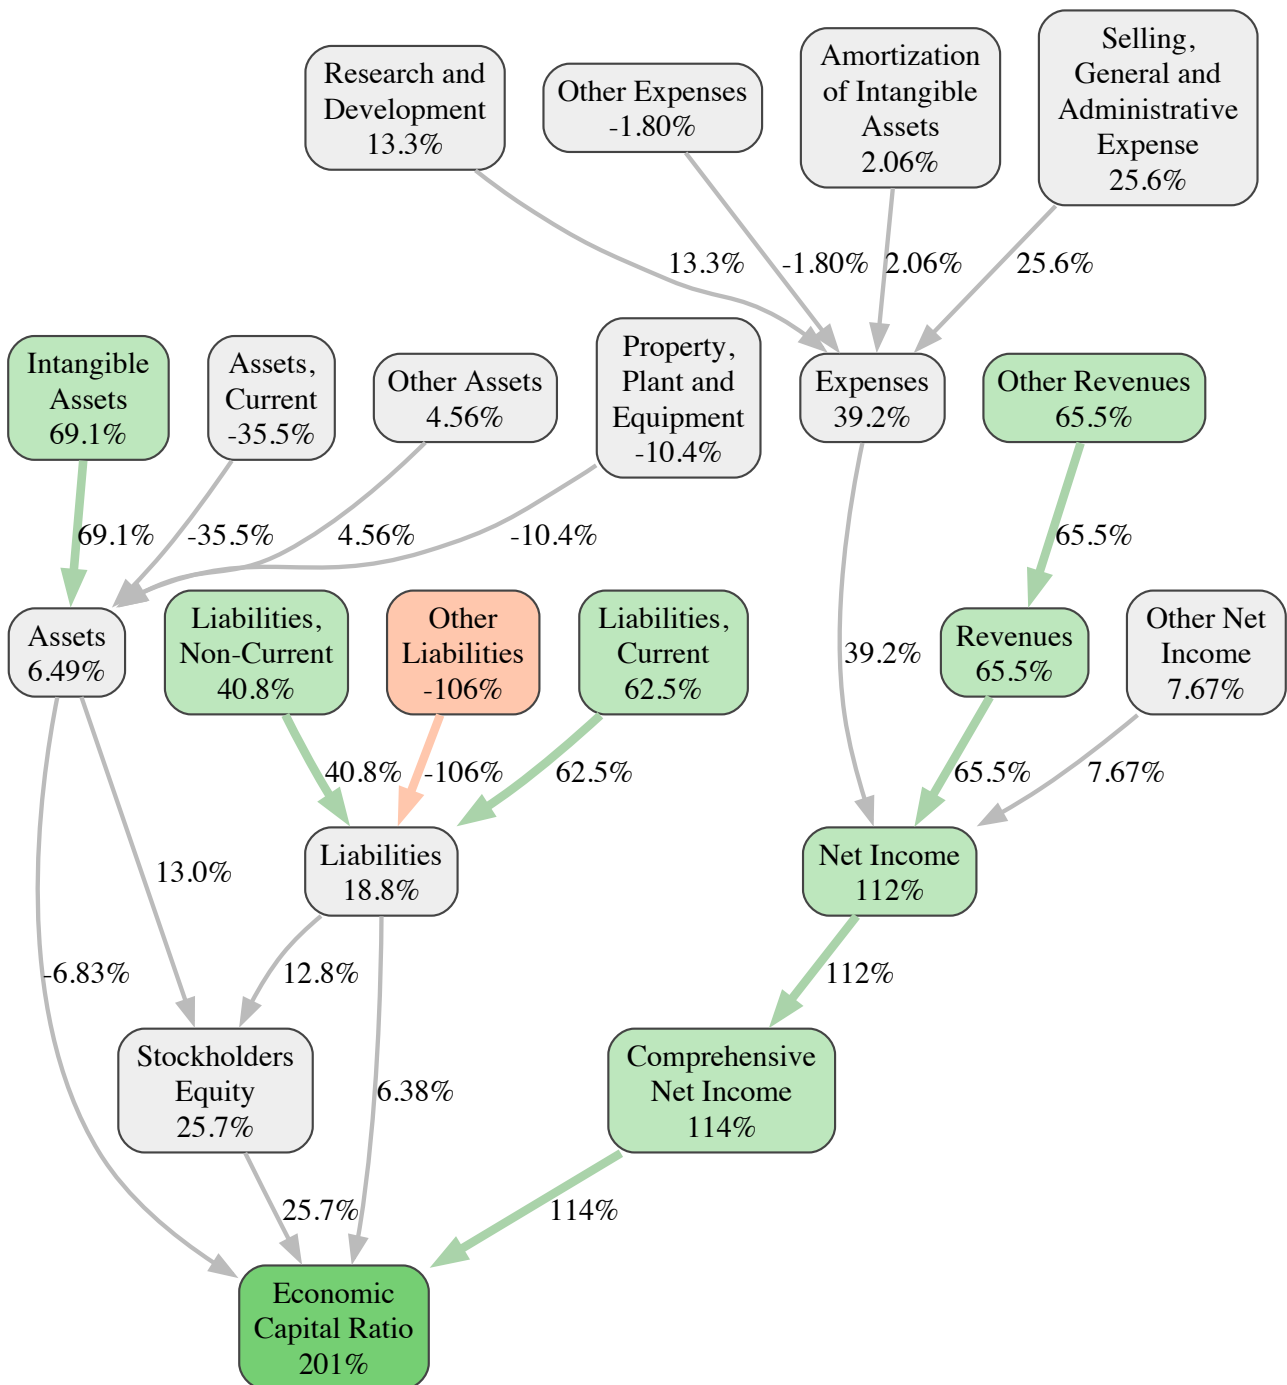 Research and
Development
13.3%
Other Expenses
-1.80%
Amortization
of Intangible
Assets
2.06%
Selling,
General and
Administrative
Expense
25.6%
13.3%
-1.80%
2.06%
25.6%
Intangible
Assets
69.1%
Assets,
Current
-35.5%
Other Assets
4.56%
Property,
Plant and
Equipment
-10.4%
Expenses
39.2%
Other Revenues
65.5%
69.1%
-35.5%
4.56%
-10.4%
65.5%
Assets
6.49%
Liabilities,
Non-Current
40.8%
Other
Liabilities
-106%
Liabilities,
Current
62.5%
39.2%
Revenues
65.5%
Other Net
Income
7.67%
40.8%
-106%
62.5%
65.5%
7.67%
13.0%
Liabilities
18.8%
Net Income
112%
-6.83%
12.8%
112%
Stockholders
Equity
25.7%
6.38%
Comprehensive
Net Income
114%
25.7%
114%
Economic
Capital Ratio
201%